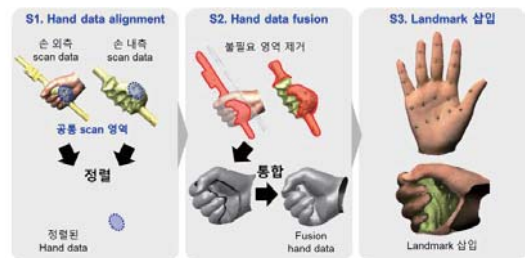 S1. Hand data alignment
손 외측
scan data
손 내측
scan data
공통 scan 영역
정렬
정렬된
Hand data
S2. Hand data fusion
불필요 영역 제거
통합
Fusion
hand data
S3. Landmark 삽입
Landmark 삽입